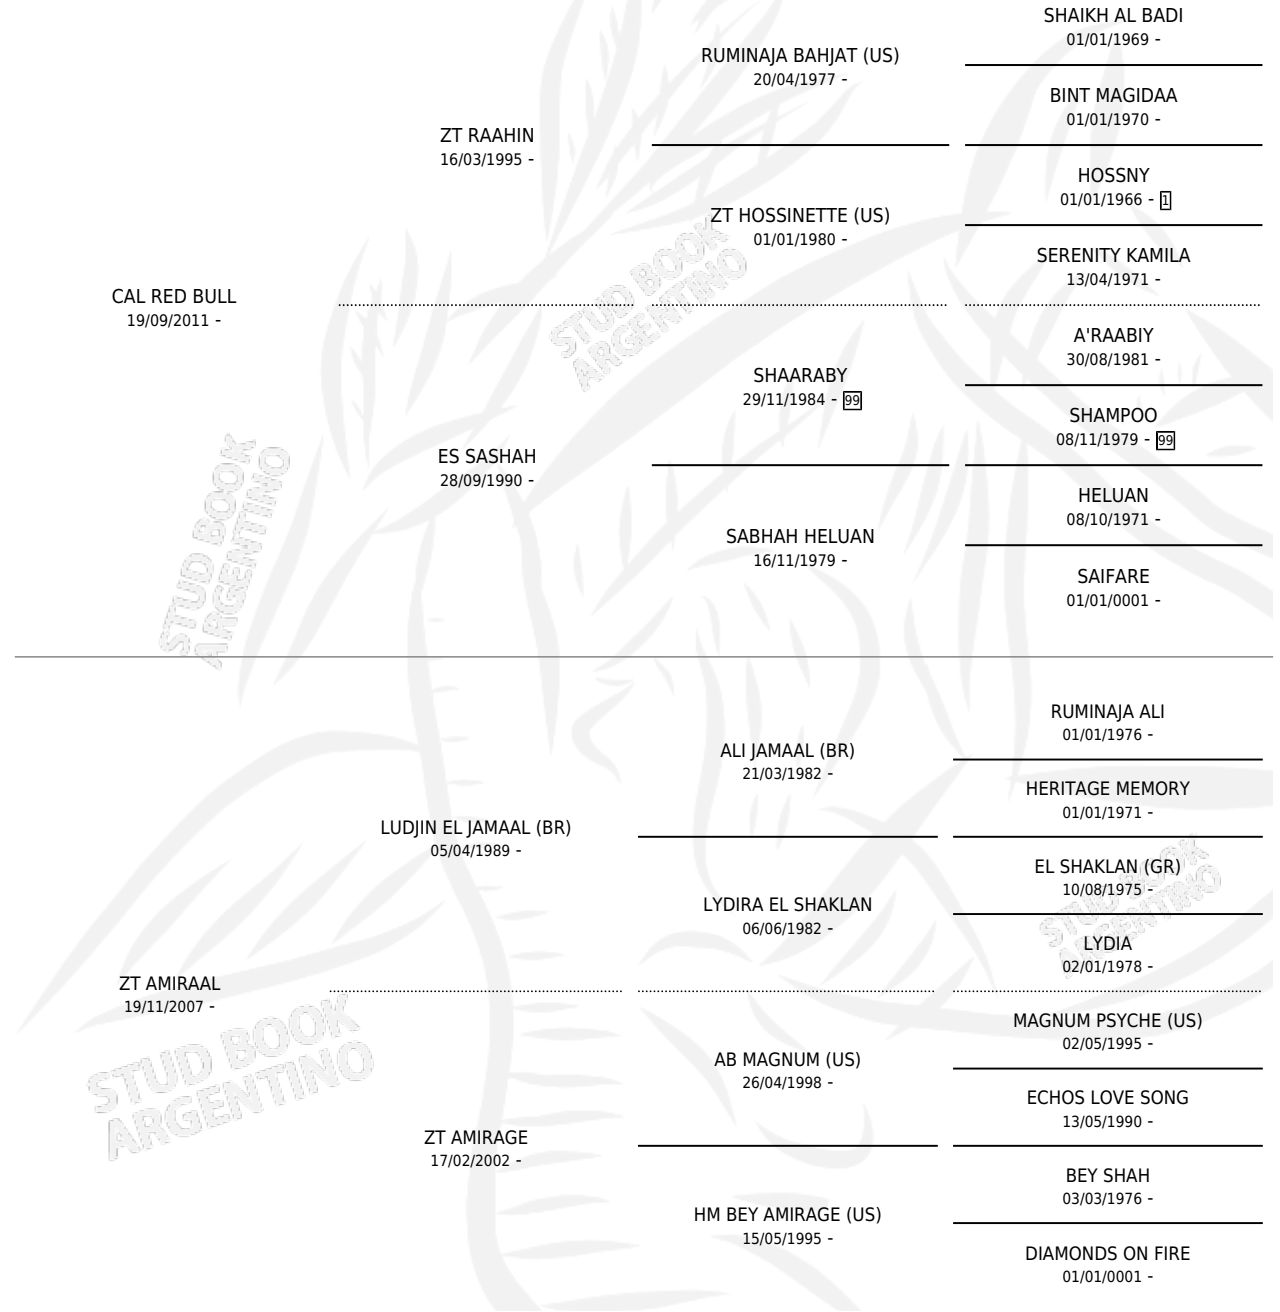 SHAIKH AL BADI
01/01/1969 -
RUMINAJA BAHJAT (US)
20/04/1977 -
BINT MAGIDAA
01/01/1970 -
ZT RAAHIN
16/03/1995 -
HOSSNY
01/01/1966 - 1
ZT HOSSINETTE (US)
01/01/1980 -
SERENITY KAMILA
13/04/1971 -
CAL RED BULL
19/09/2011 -
STUD BOOK
ARGENTINO
A'RAABIY
30/08/1981 -
SHAARABY
29/11/1984 - 99
SHAMPOO
08/11/1979 - 99
ES SASHAH
28/09/1990 -
HELUAN
08/10/1971 -
SABHAH HELUAN
16/11/1979 -
SAIFARE
01/01/0001 -
STUD BOOK
ARGENTINO
RUMINAJA ALI
01/01/1976 -
ALI JAMAAL (BR)
21/03/1982 -
HERITAGE MEMORY
01/01/1971 -
LUDJIN EL JAMAAL (BR)
05/04/1989 -
EL SHAKLAN (GR)
10/08/1975 -
LYDIRA EL SHAKLAN
06/06/1982 -
LYDIA
02/01/1978 -
STUD BOOK
ARGENTINO
ZT AMIRAAL
19/11/2007 -
MAGNUM PSYCHE (US)
02/05/1995 -
AB MAGNUM (US)
26/04/1998 -
ECHOS LOVE SONG
13/05/1990 -
STUD BOOK
ARGENTINO
ZT AMIRAGE
17/02/2002 -
BEY SHAH
03/03/1976 -
HM BEY AMIRAGE (US)
15/05/1995 -
DIAMONDS ON FIRE
01/01/0001 -